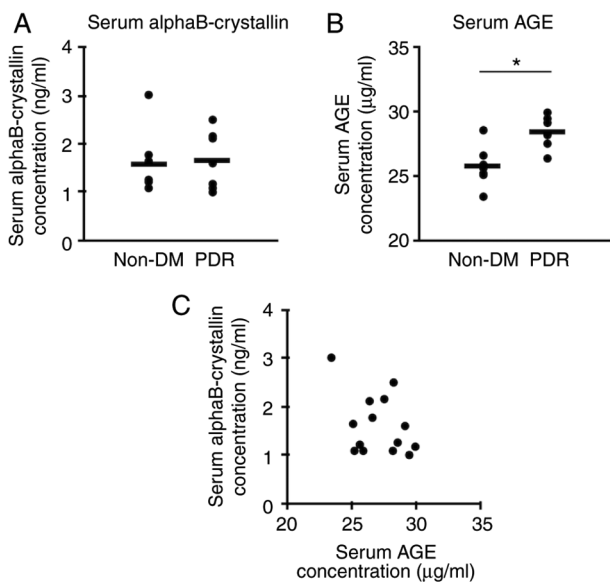 A
Serum alphaB-crystallin
Serum alphaB-crystallin
concentration (ng/ml)
4
3
2
1
0
Non-DM PDR
B
Serum AGE
Serum AGE
concentration (µg/ml)
35
30
25
20
*
Non-DM PDR
C
Serum alphaB-crystallin
concentration (ng/ml)
4
3
2
1
0
20 25 30 35
Serum AGE
concentration (µg/ml)